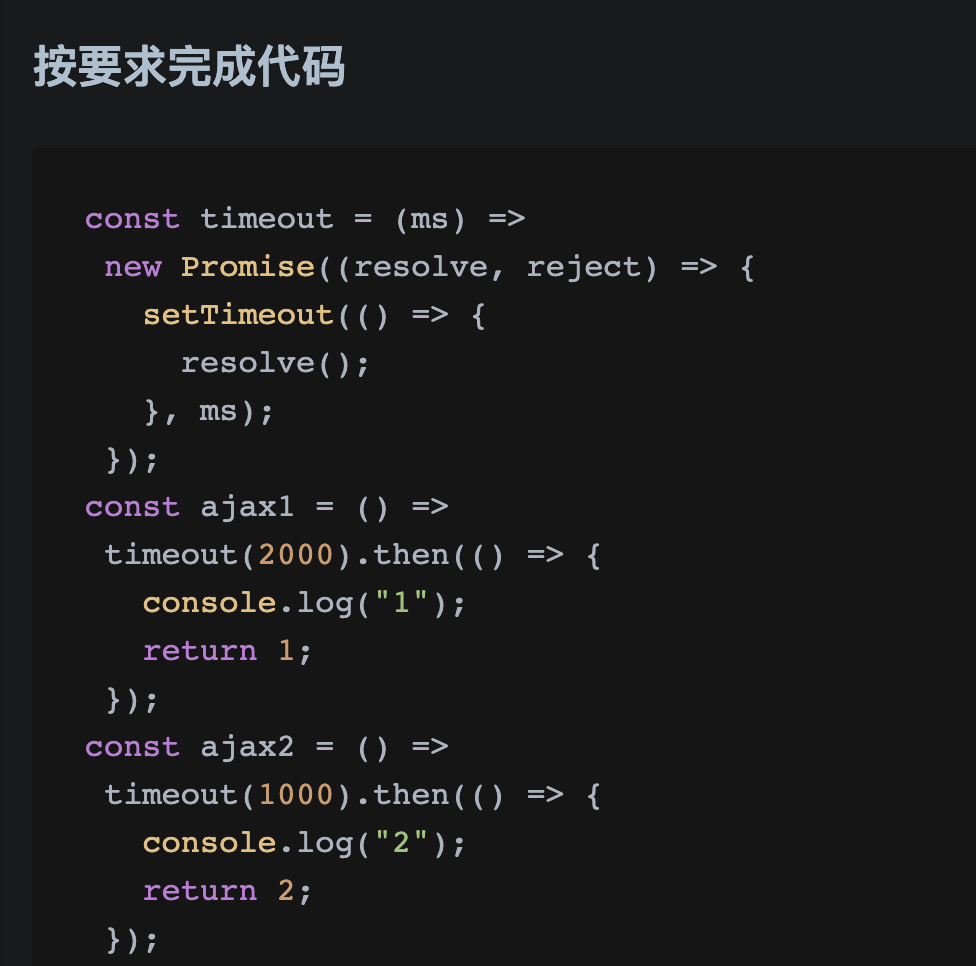 按要求完成代码
const timeout = (ms) =>
 new Promise((resolve, reject) => {
   setTimeout(() => {
     resolve();
   }, ms);
 });
const ajax1 = () =>
 timeout(2000).then(() => {
   console.log("1");
   return 1;
 });
const ajax2 = () =>
 timeout(1000).then(() => {
   console.log("2");
   return 2;
 });